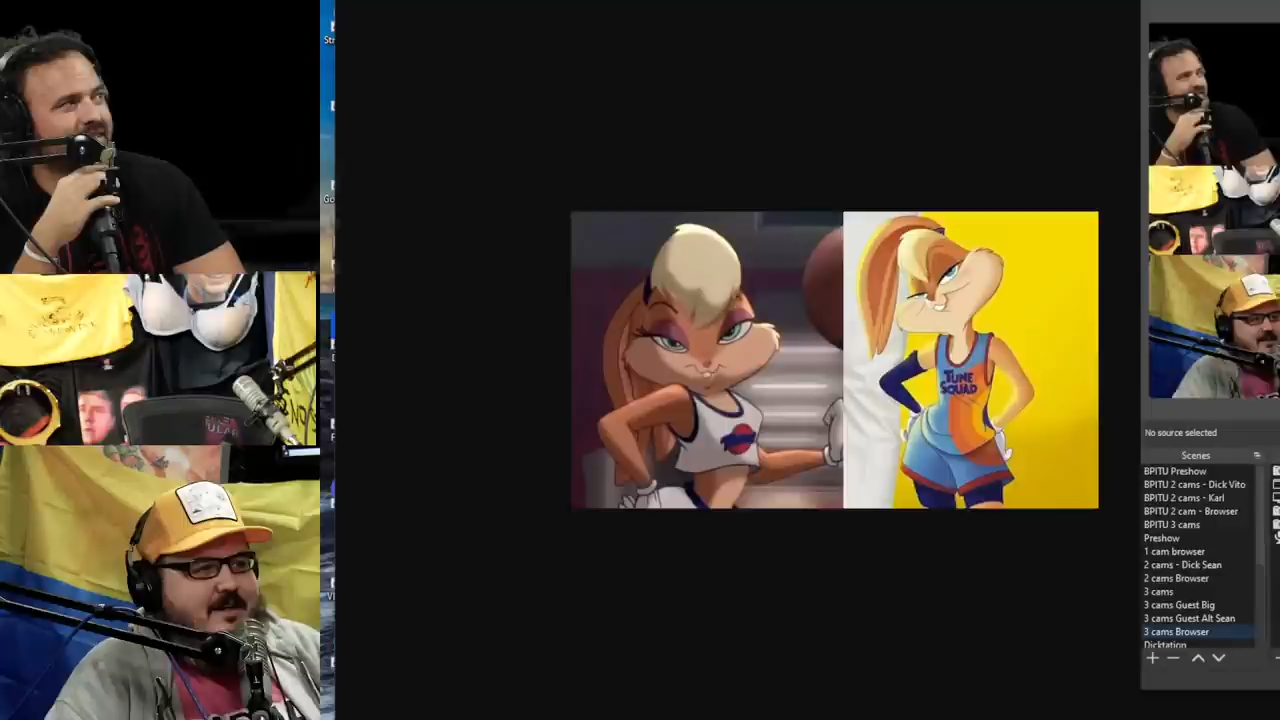 TUNE
SQUAD
No source selected
Scenes
BPITU Preshow
BPITU 2 cams - Dick Vito
BPITU 2 cams - Karl
BPITU 2 cam - Browser
BPITU 3 cams
Preshow
1 cam browser
2 cams - Dick Sean
2 cams Browser
3 cams
3 cams Guest Big
3 cams Guest Alt Sean
3 cams Browser
Dicktation